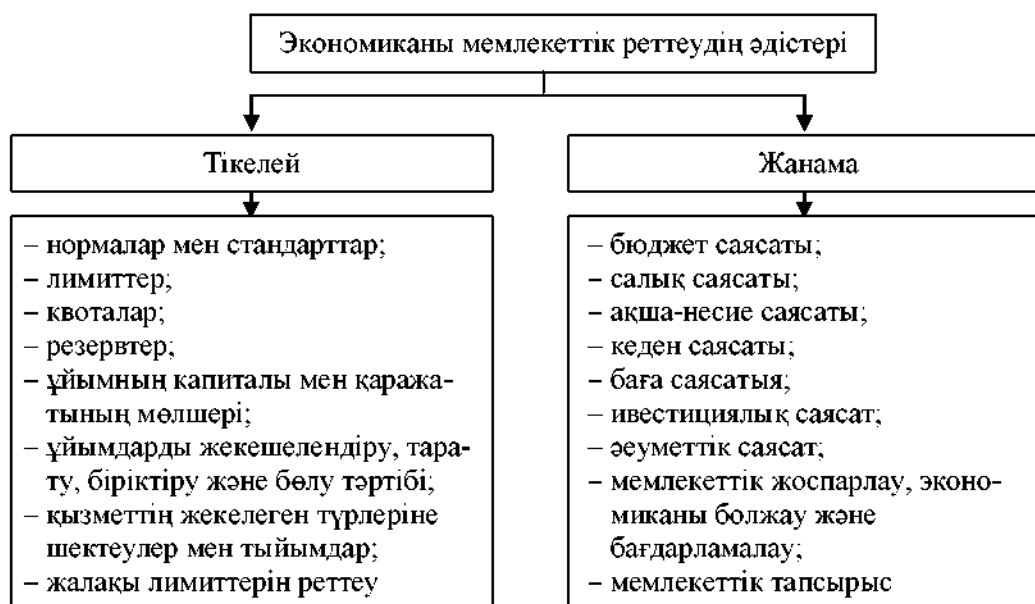 Экономиканы мемлекеттік реттеудің әдістері
Тікелей
– нормалар мен стандарттар;
– лимиттер;
– квоталар;
– резервтер;
– ұйымның капиталы мен қаража-
тының мөлшері;
– ұйымдарды жекешелендіру, тара-
ту, біріктіру және бөлу тәртібі;
– қызметтің жекелеген түрлеріне
шектеулер мен тыйымдар;
– жалақы лимиттерін реттеу
Жанама
– бюджет саясаты;
– салық саясаты;
– ақша-несие саясаты;
– кеден саясаты;
– баға саясатыя;
– ивестициялық саясат;
– әеуметтік саясат;
– мемлекеттік жоспарлау, эконо-
миканы болжау және
бағдарламалау;
– мемлекеттік тапсырыс